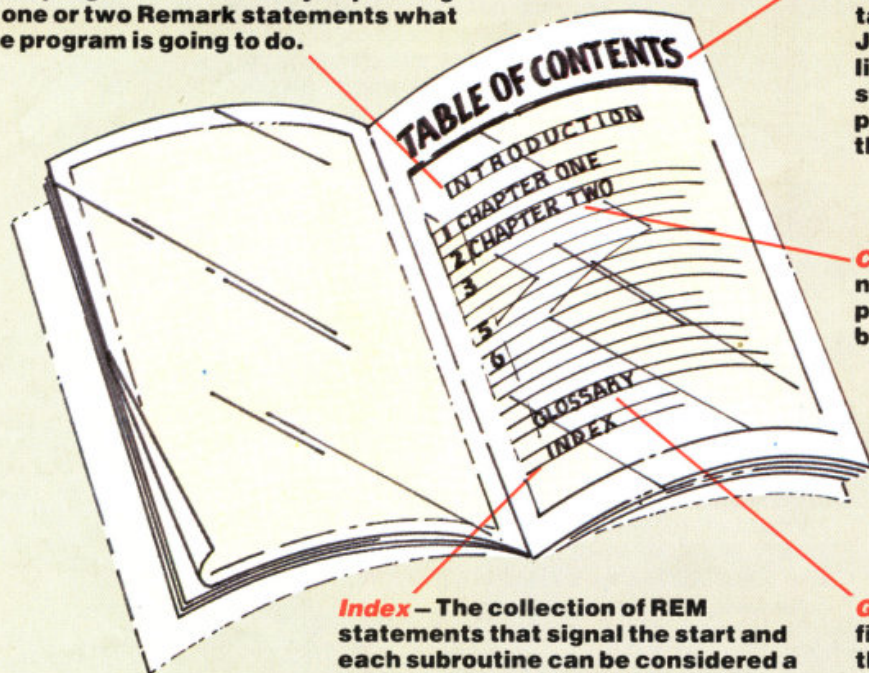 one or two Remark statements what
program is going to do.
TABLE OF CONTENTS
INTRODUCTION
1 CHAPTER ONE
2 CHAPTER TWO
3
5
6
GLOSSARY
INDEX
Index – The collection of REM
statements that signal the start and
each subroutine can be considered a